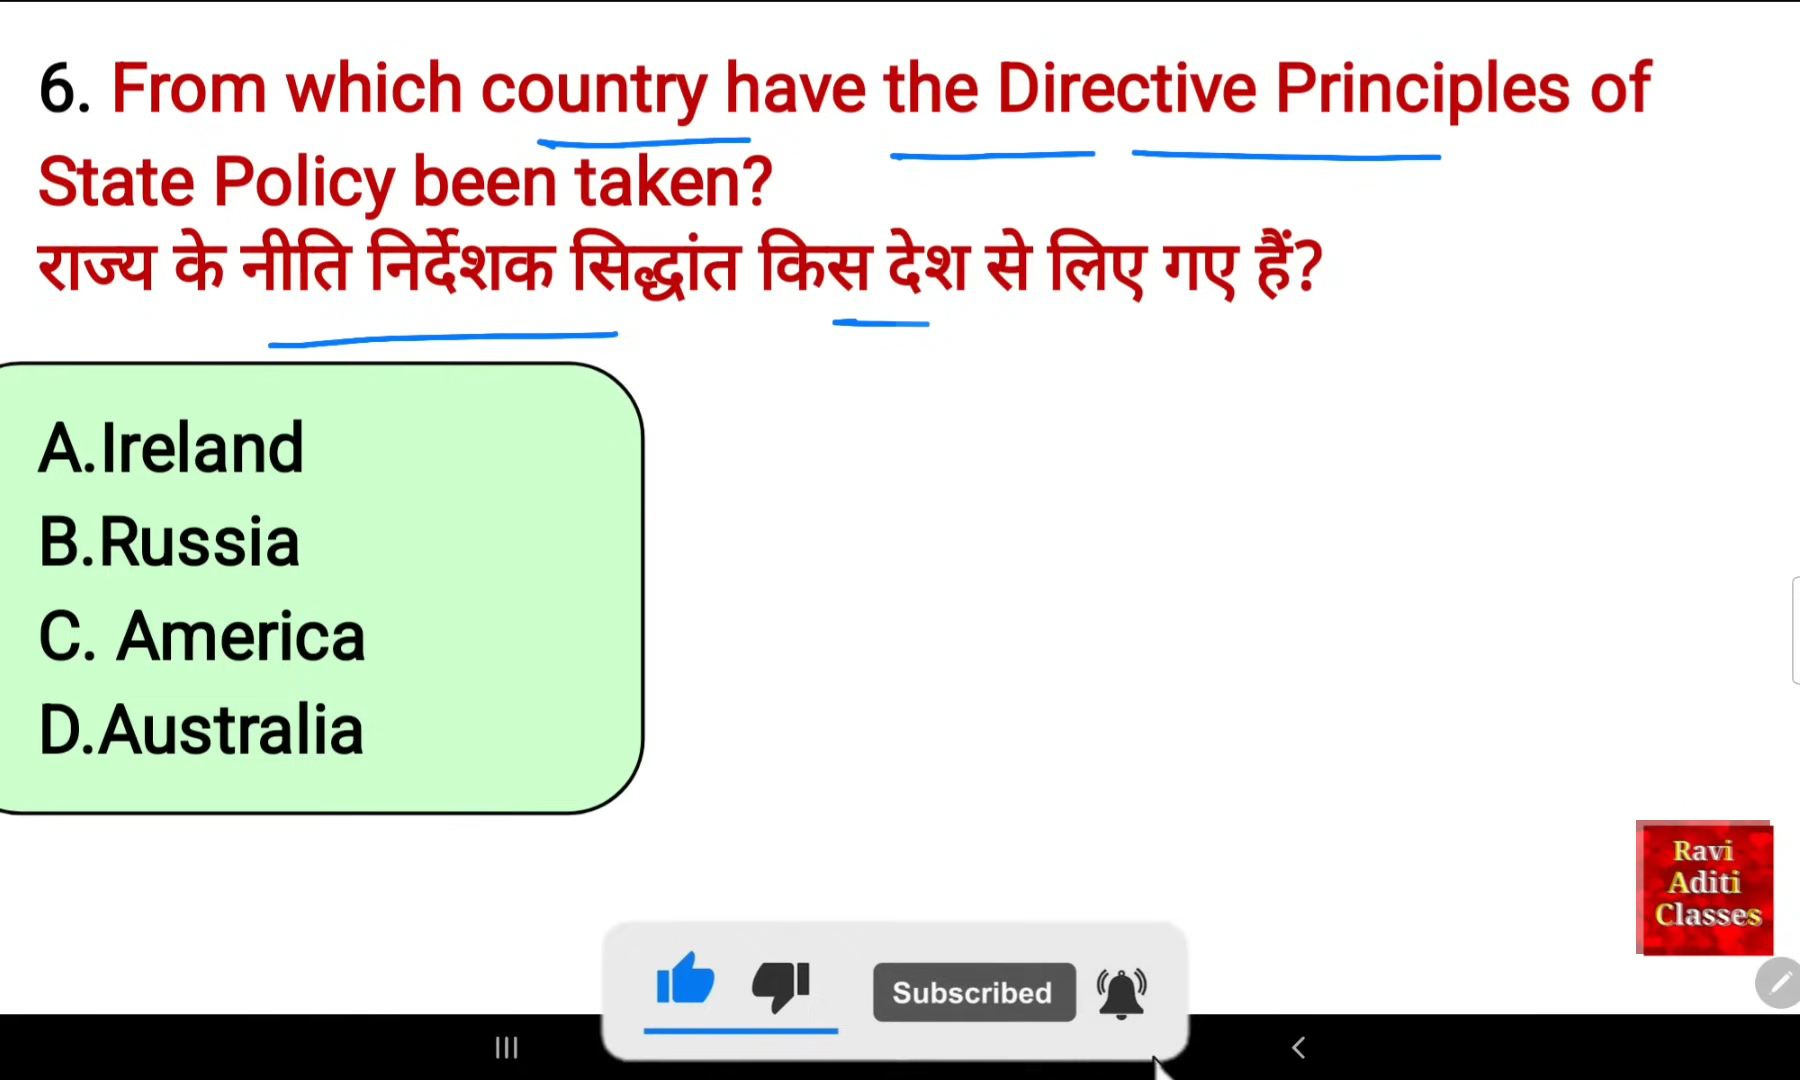 6. From which country have the Directive Principles of
State Policy been taken?
राज्य के नीति निर्देशक सिद्धांत किस देश से लिए गए हैं?
A.Ireland
B.Russia
C. America
D.Australia
Ravi
Aditi
Classes
Subscribed